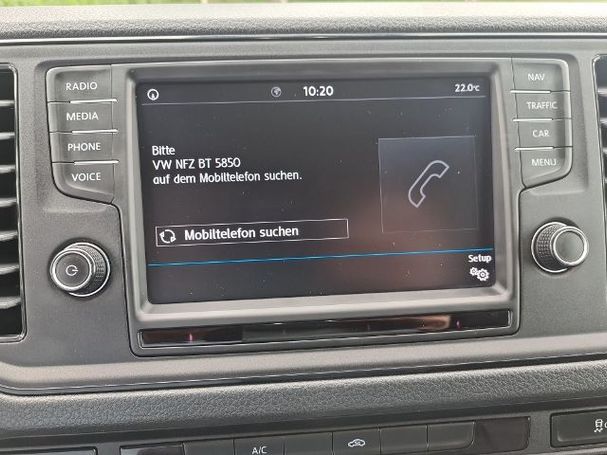 RADIO
MEDIA
PHONE
VOICE
10:20
22.0°C
Bitte
VW NFZ BT 5850
auf dem Mobiltelefon suchen.
Mobiltelefon suchen
Setup
NAV
TRAFFIC
CAR
MENU
A/C